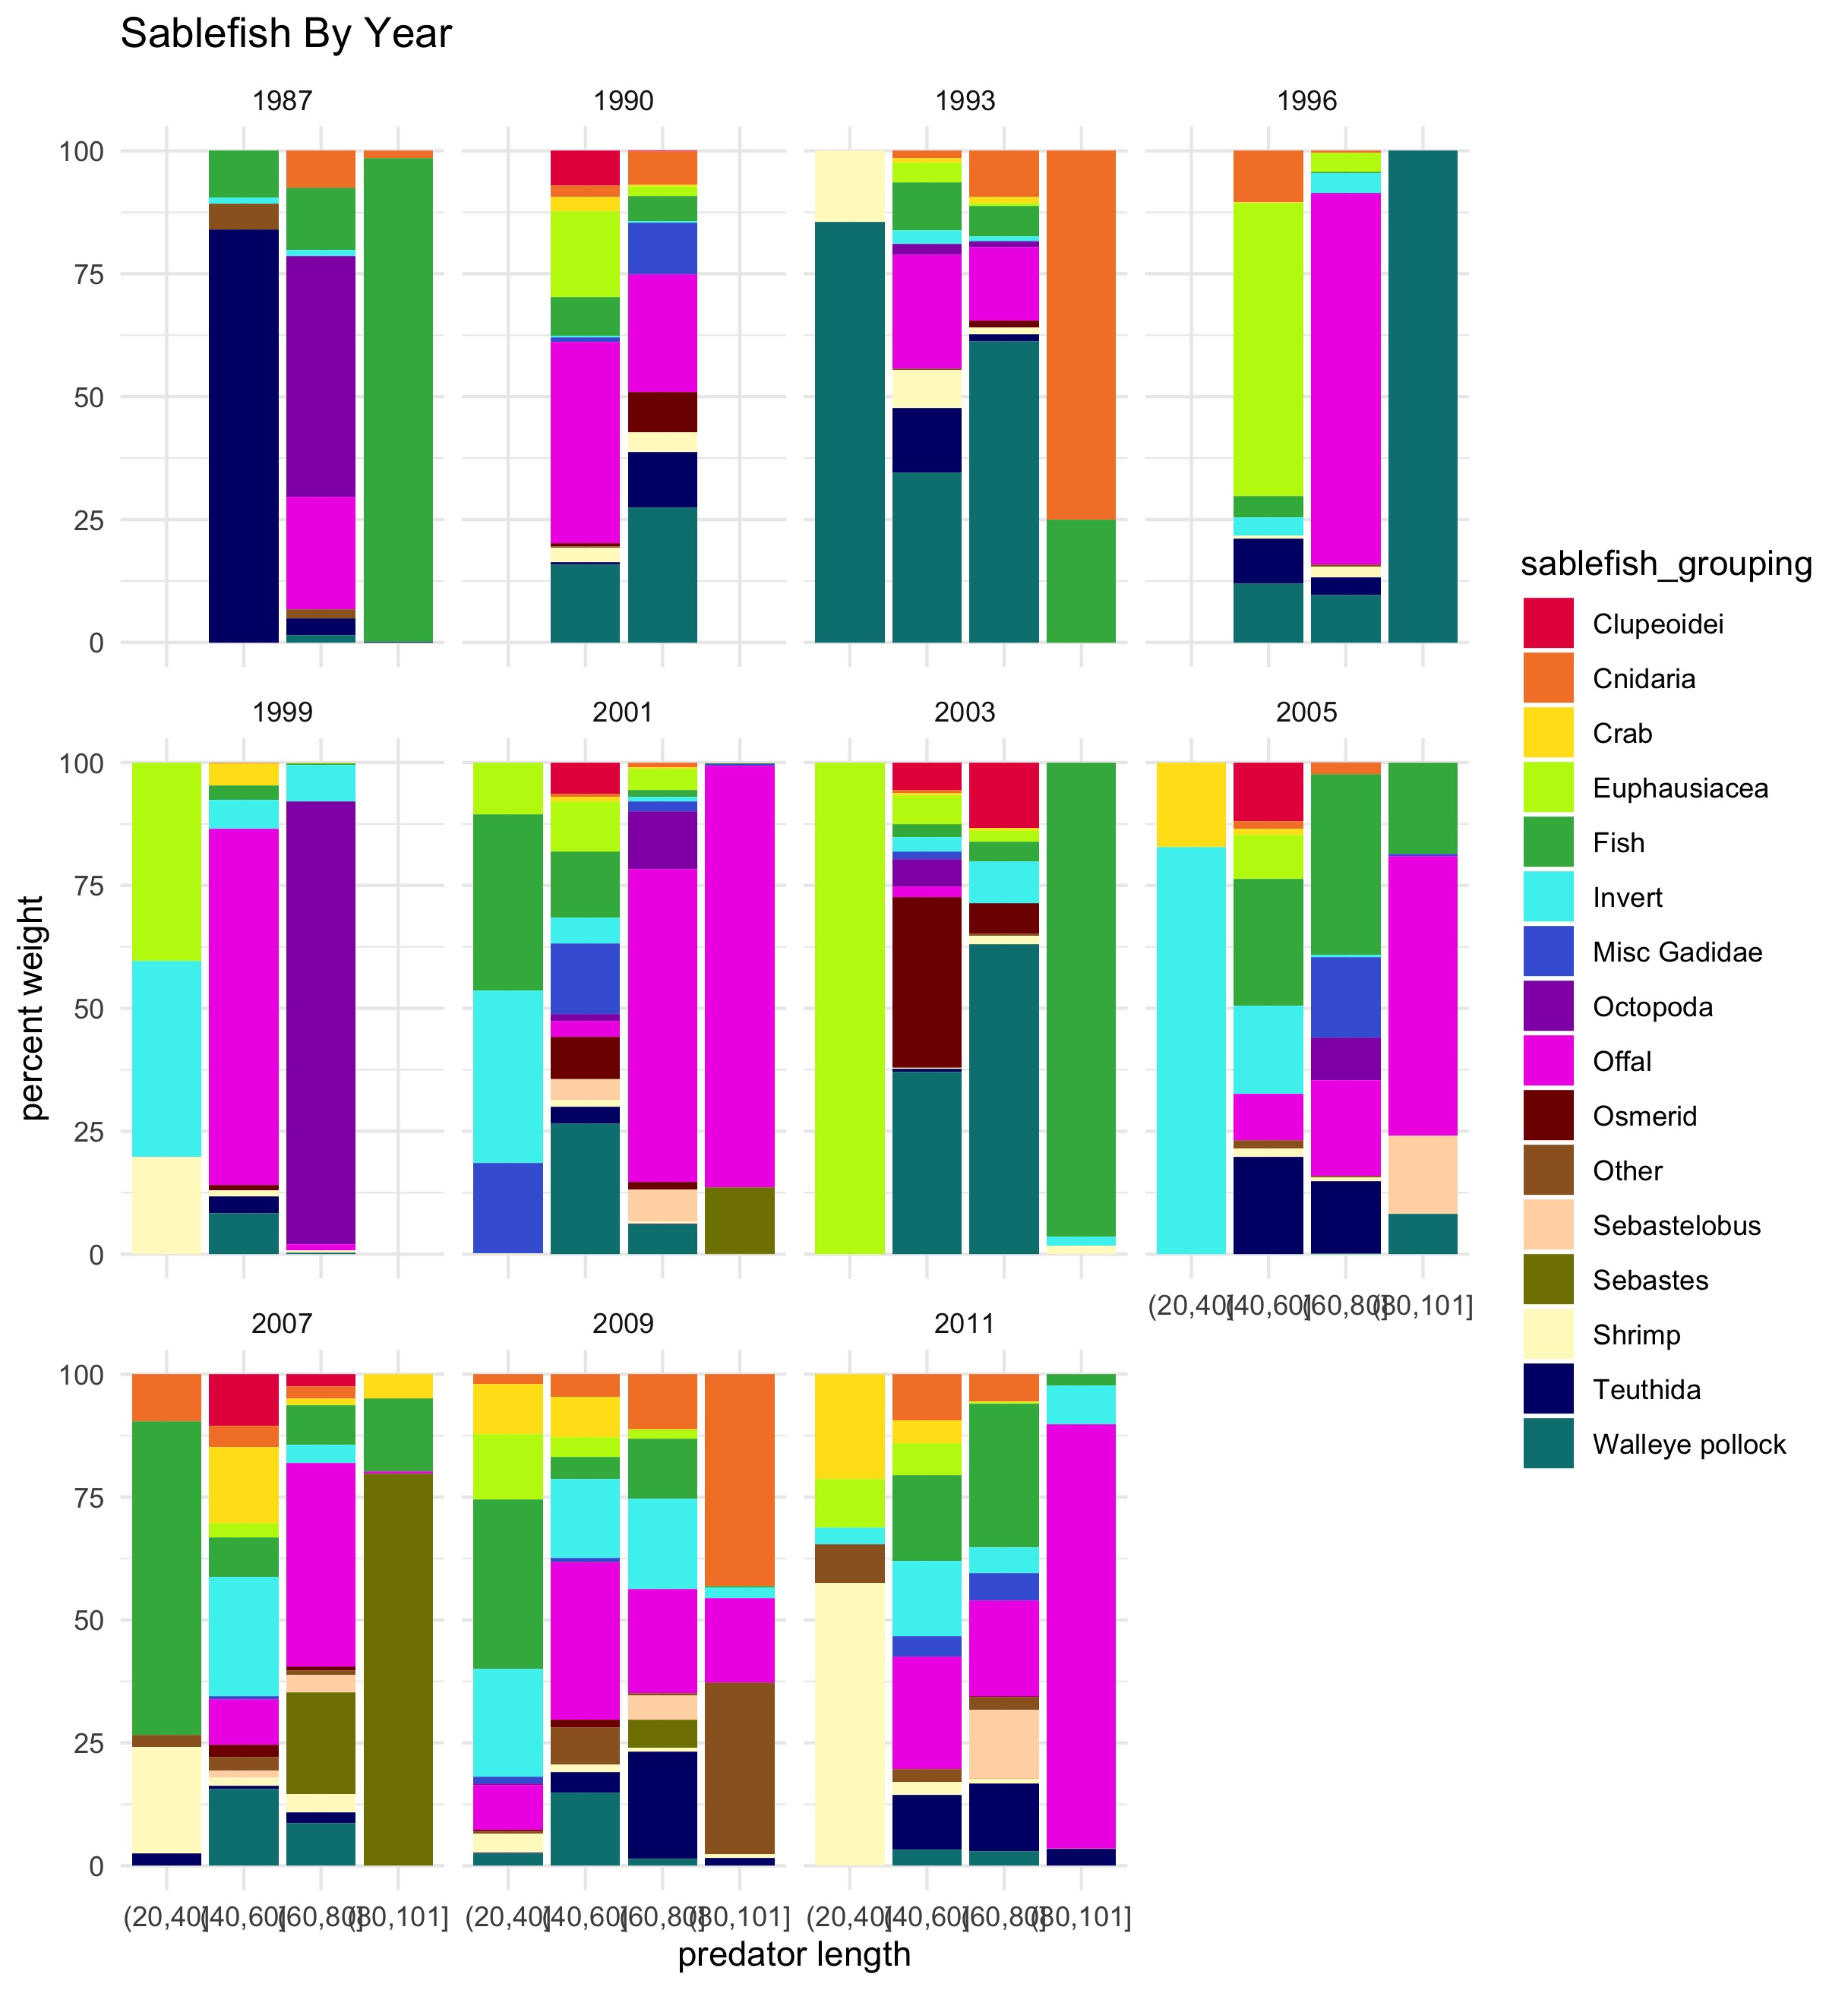 Sablefish By Year
1987 1990 1993 1996
100
75
50
25
0
1999 2001 2003 2005
100
75
50
25
0
(20,40] (40,60] (60,80] (80,101]
2007 2009 2011
100
75
50
25
0
(20,40] (40,60] (60,80] (80,101] (20,40] (40,60] (60,80] (80,101] (20,40] (40,60] (60,80] (80,101]
predator length
percent weight
sablefish_grouping
Clupeoidei
Cnidaria
Crab
Euphausiacea
Fish
Invert
Misc Gadidae
Octopoda
Offal
Osmerid
Other
Sebastelobus
Sebastes
Shrimp
Teuthida
Walleye pollock